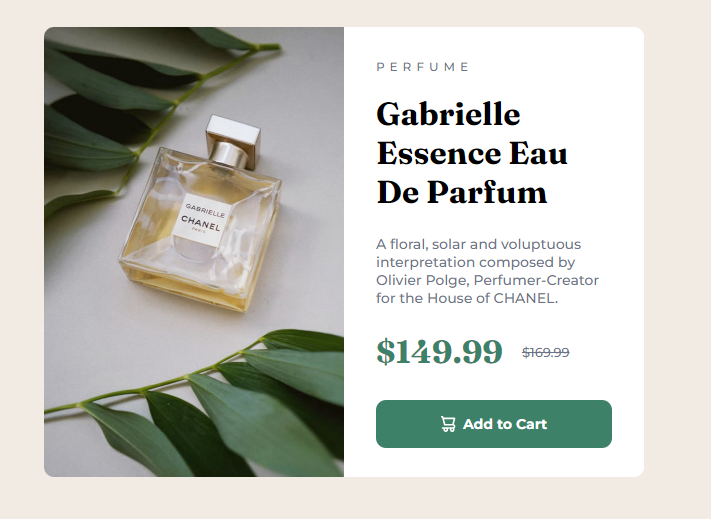 PERFUME
Gabrielle
Essence Eau
De Parfum
A floral, solar and voluptuous
interpretation composed by
Olivier Polge, Perfumer-Creator
for the House of CHANEL.
$149.99 $169.99
Add to Cart
GABRIELLE
CHANEL
PARIS